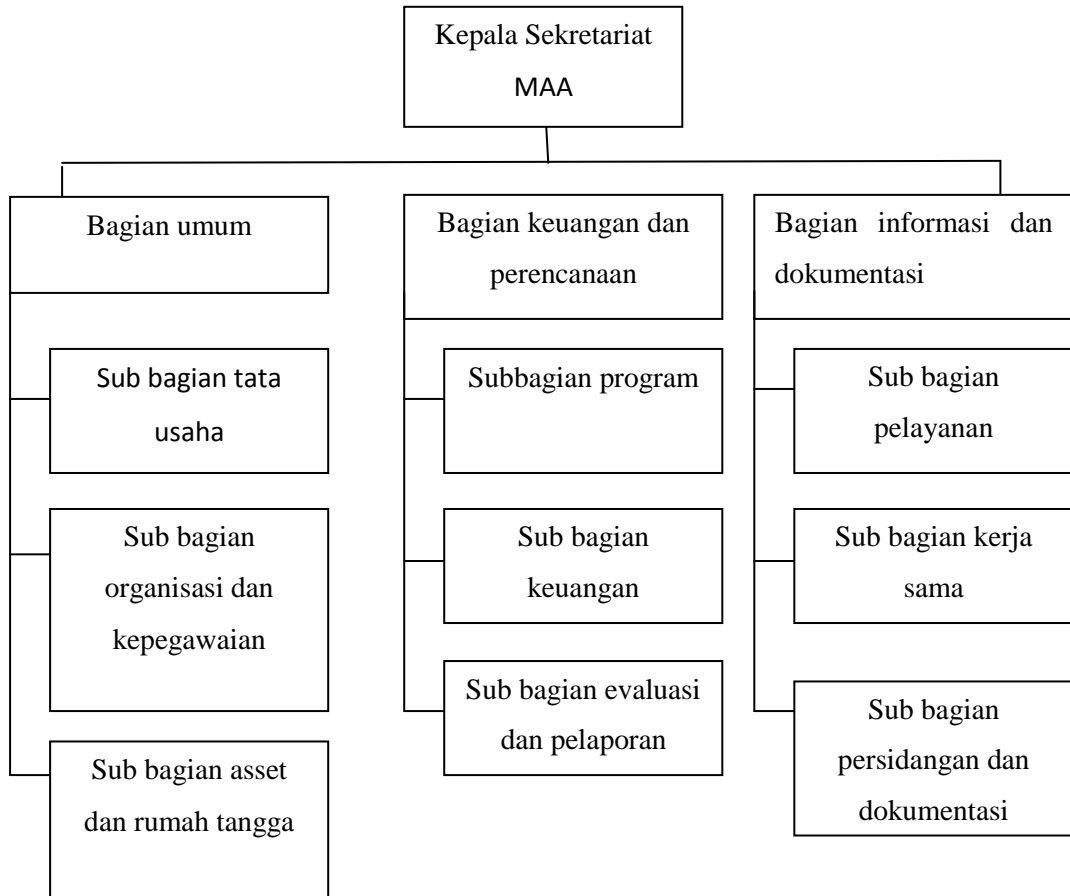 Kepala Sekretariat
MAA
Bagian umum
Bagian keuangan dan
perencanaan
Bagian informasi dan
dokumentasi
Sub bagian tata
usaha
Subbagian program
Sub bagian
pelayanan
Sub bagian
organisasi dan
kepegawaian
Sub bagian
keuangan
Sub bagian kerja
sama
Sub bagian asset
dan rumah tangga
Sub bagian evaluasi
dan pelaporan
Sub bagian
persidangan dan
dokumentasi